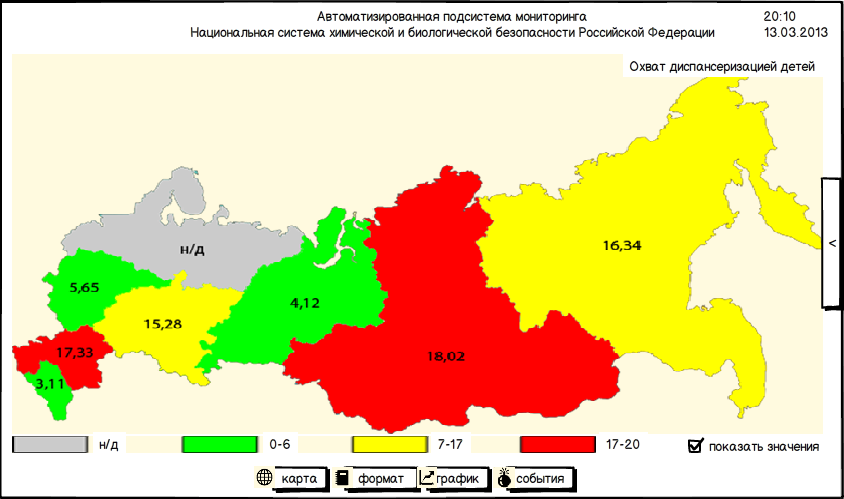 Автоматизированная подсистема мониторинга
20:10
Национальная система химической и биологической безопасности Российской Федерации
13.03.2013
Охват диспансеризацией детей
<
16,34
н/д
5,65
4,12
15,28
17,33
18,02
3,11
н/д
0-6
7-17
17-20
показать значения
карта
формат
график
события